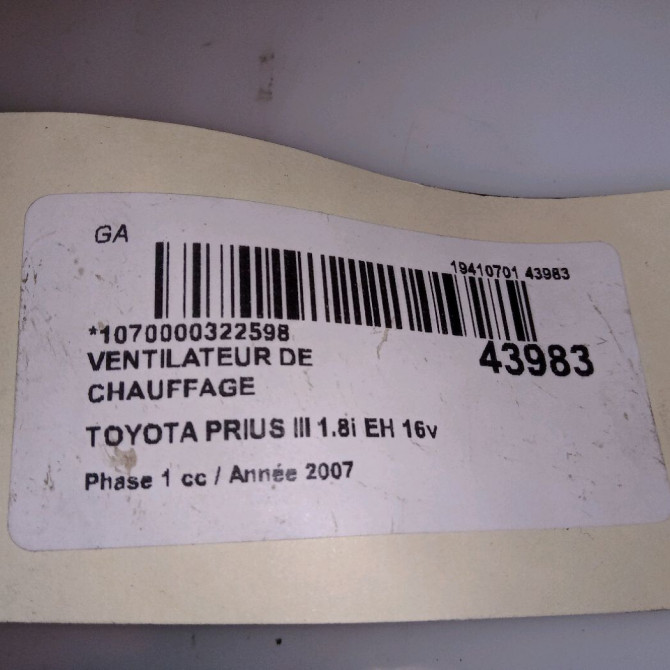 GA
19410701 43983
*1070000322598
43983
VENTILATEUR DE
CHAUFFAGE
TOYOTA PRIUS III 1.8i EH 16v
Phase 1 cc / Année 2007